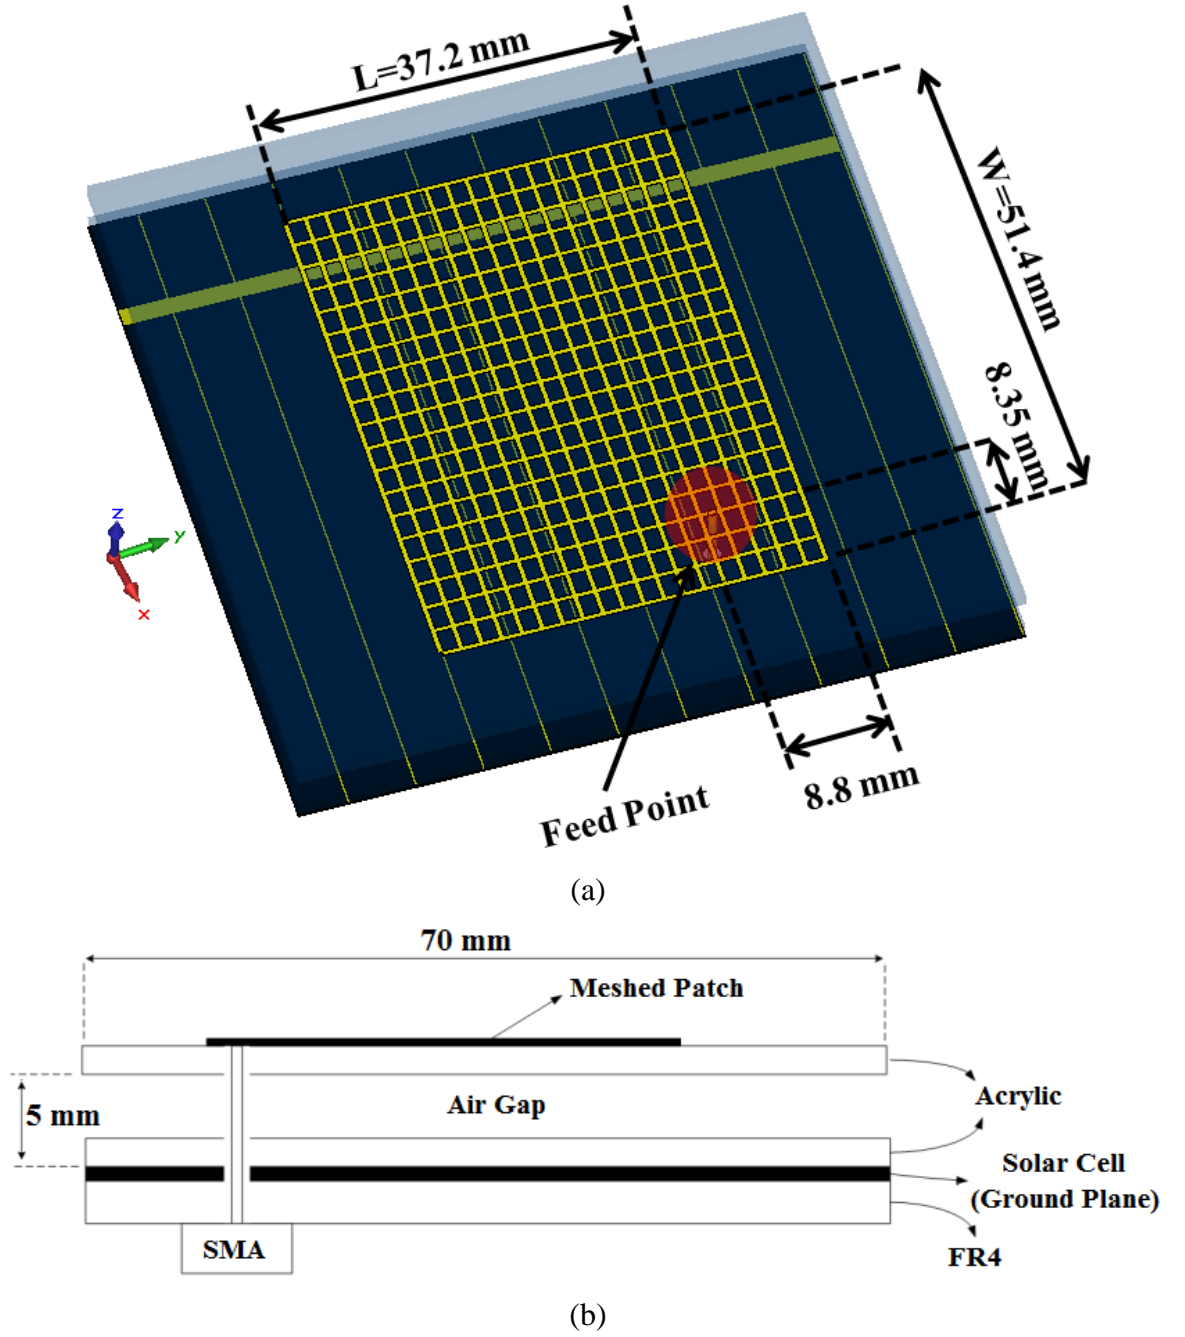 L=37.2 mm
W=51.4 mm
8.35 mm
z
y
x
8.8 mm
Feed Point
(a)
70 mm
Meshed Patch
Acrylic
Air Gap
5 mm
Solar Cell
(Ground Plane)
SMA
FR4
(b)